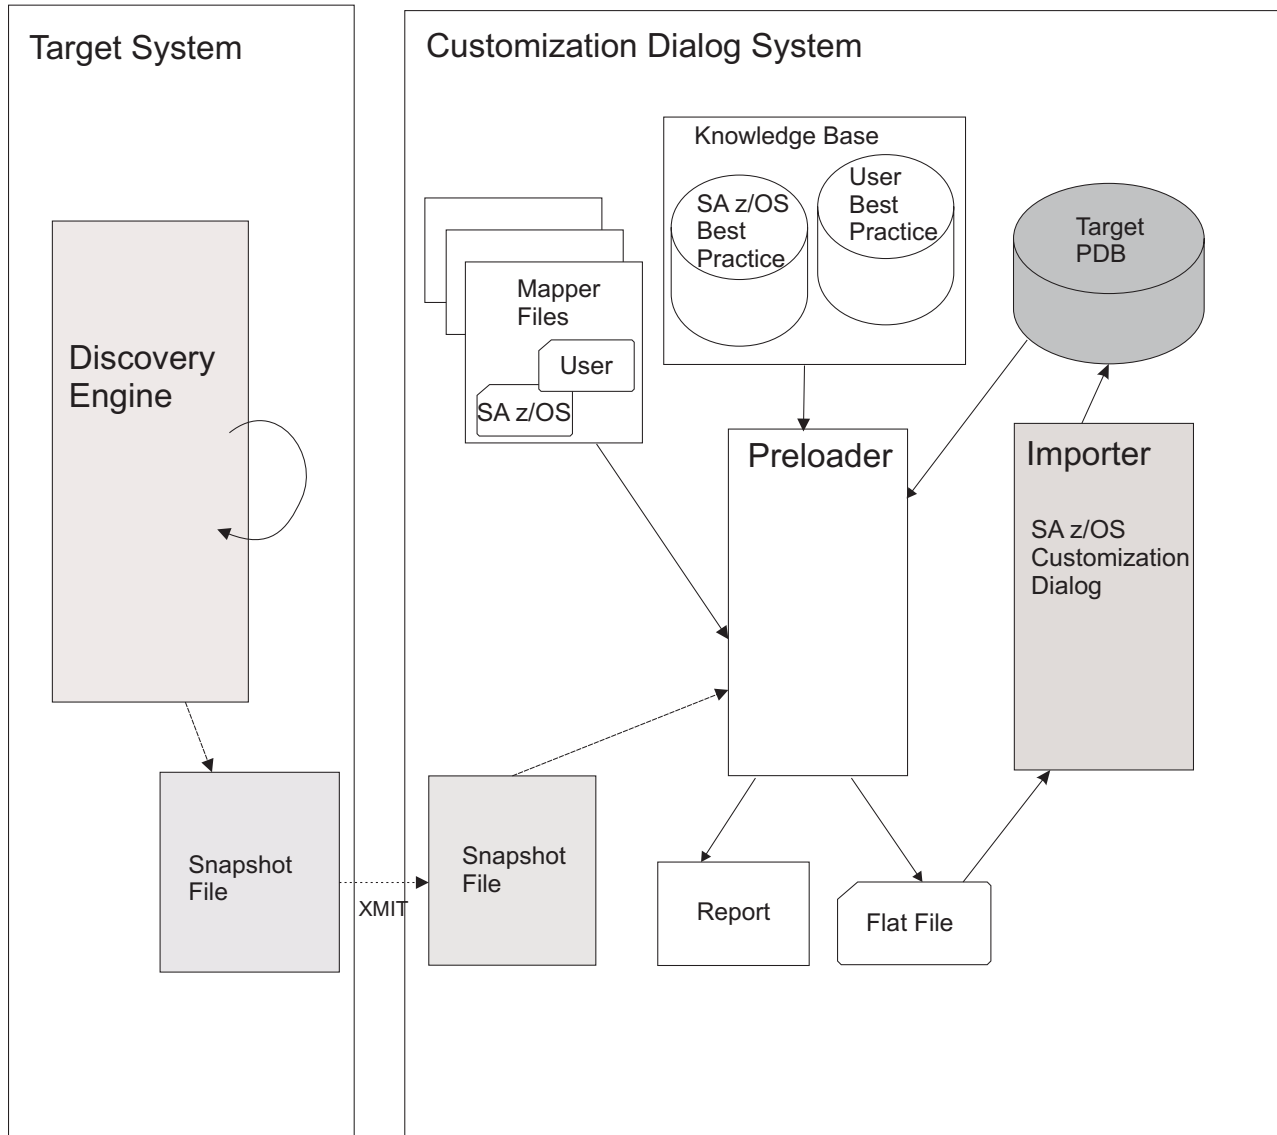 Target System
Customization Dialog System
Knowledge Base
SA z/OS
Best
Practice
User
Best
Practice
Target
PDB
Mapper
Files
User
SA z/OS
Discovery
Engine
Preloader
Importer
SA z/OS
Customization
Dialog
Snapshot
File
XMIT
Snapshot
File
Report
Flat File